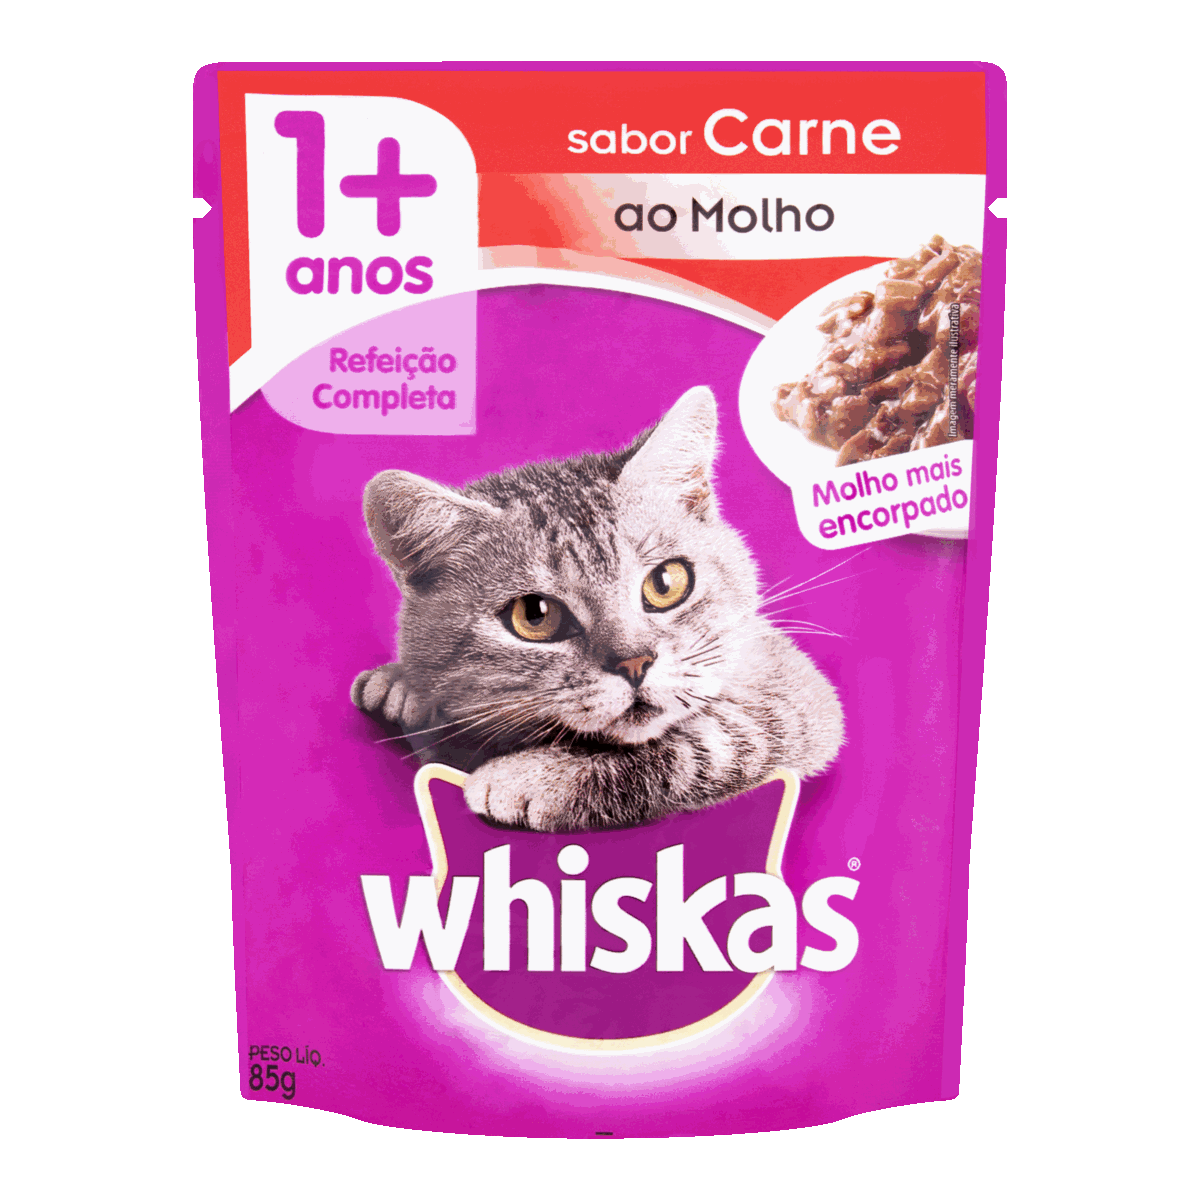 1+
anos
Refeição
Completa
sabor Carne
ao Molho
Imagem meramente ilustrativa
Molho mais
encorpado
whiskas®
PESO LÍQ.
85g